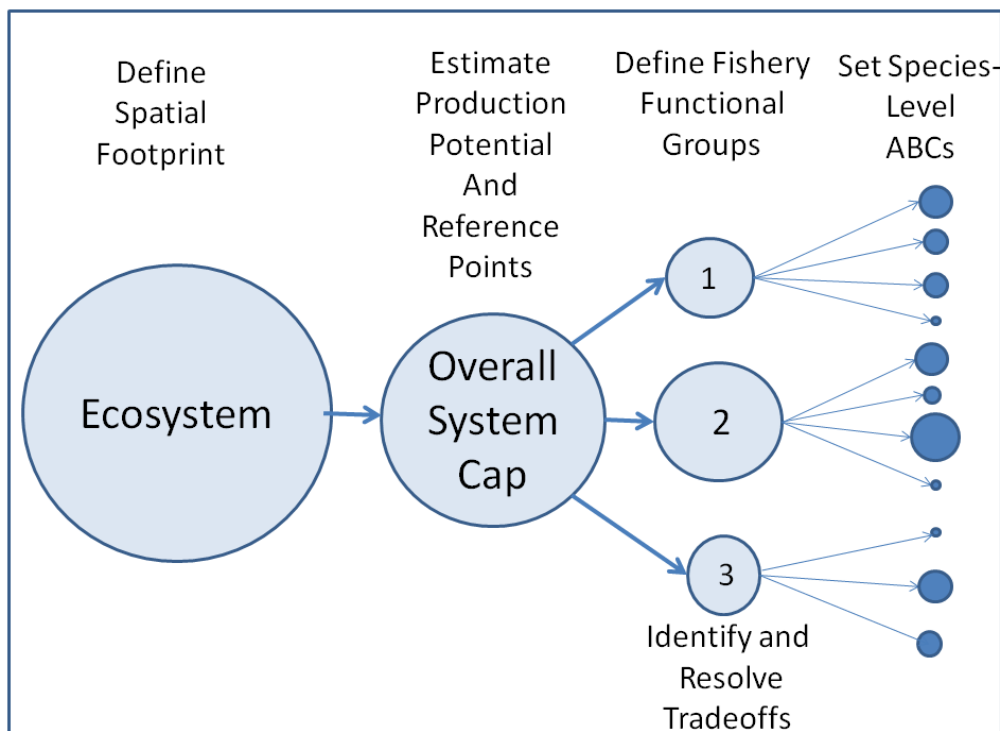 Define
Spatial
Footprint
Estimate
Production
Potential
And
Reference
Points
Define Fishery
Functional
Groups
Set Species-
Level
ABCs
Ecosystem
Overall
System
Cap
1
2
3
Identify and
Resolve
Tradeoffs